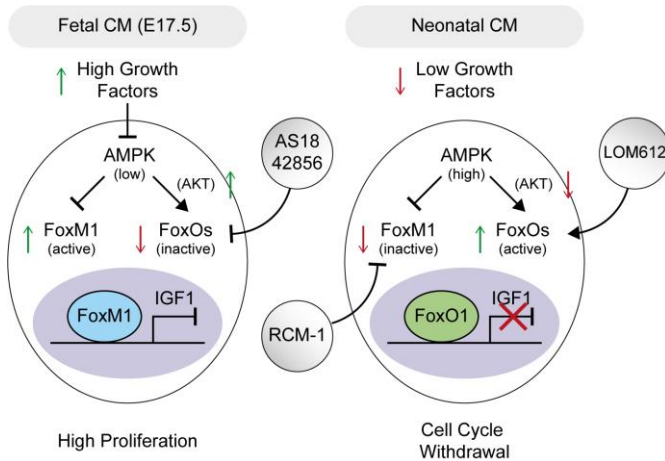 Fetal CM (E17.5)
High Growth
Factors
AMPK
(low)
(AKT)
FoxM1
(active)
FoxOs
(inactive)
AS18
42856
FoxM1
IGF1
High Proliferation
Neonatal CM
Low Growth
Factors
AMPK
(high)
(AKT)
FoxM1
(inactive)
FoxOs
(active)
LOM612
RCM-1
FoxO1
IGF1
Cell Cycle
Withdrawal